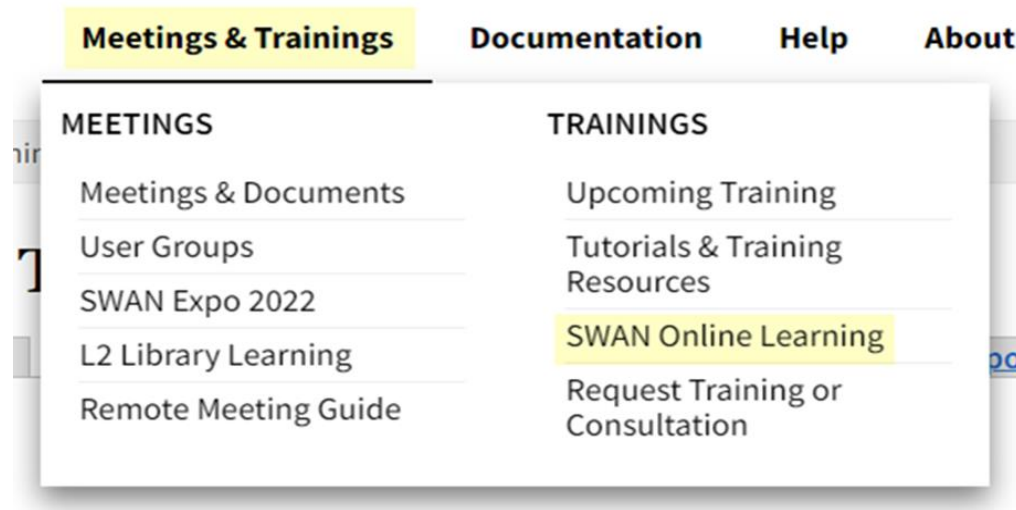 Meetings & Trainings Documentation Help About
MEETINGS
Meetings & Documents
User Groups
SWAN Expo 2022
L2 Library Learning
Remote Meeting Guide
TRAININGS
Upcoming Training
Tutorials & Training
Resources
SWAN Online Learning
Request Training or
Consultation